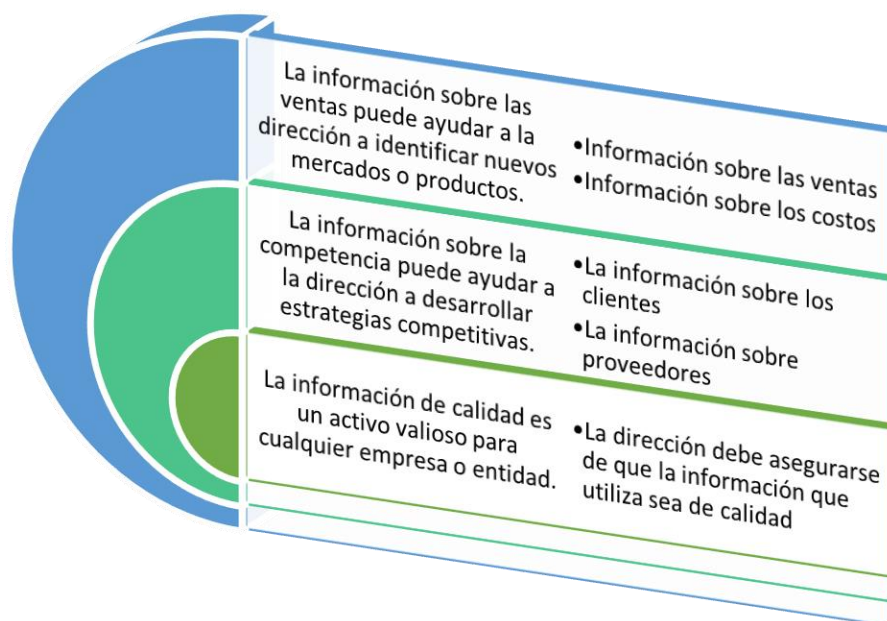 La información sobre las
ventas puede ayudar a la
dirección a identificar nuevos
mercados o productos.
•Información sobre las ventas
•Información sobre los costos
La información sobre la
competencia puede ayudar a
la dirección a desarrollar
estrategias competitivas.
•La información sobre los
clientes
•La información sobre
proveedores
La información de calidad es
un activo valioso para
cualquier empresa o entidad.
•La dirección debe asegurarse
de que la información que
utiliza sea de calidad